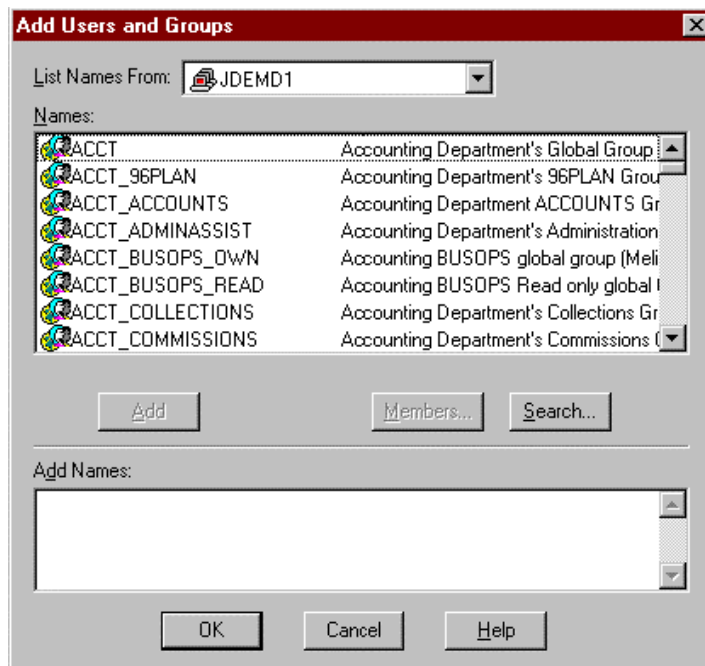 Add Users and Groups
List Names From: JDEMD1
Names:
ACCT Accounting Department's Global Group
ACCT_96PLAN Accounting Department's 96PLAN Grou
ACCT_ACCOUNTS Accounting Department ACCOUNTS Gr
ACCT_ADMINASSIST Accounting Department's Administration
ACCT_BUSOPS_OWN Accounting BUSOPS global group (Meli
ACCT_BUSOPS_READ Accounting BUSOPS Read only global
ACCT_COLLECTIONS Accounting Department's Collections Gr
ACCT_COMMISSIONS Accounting Department's Commissions
Add Members... Search...
Add Names:
OK Cancel Help